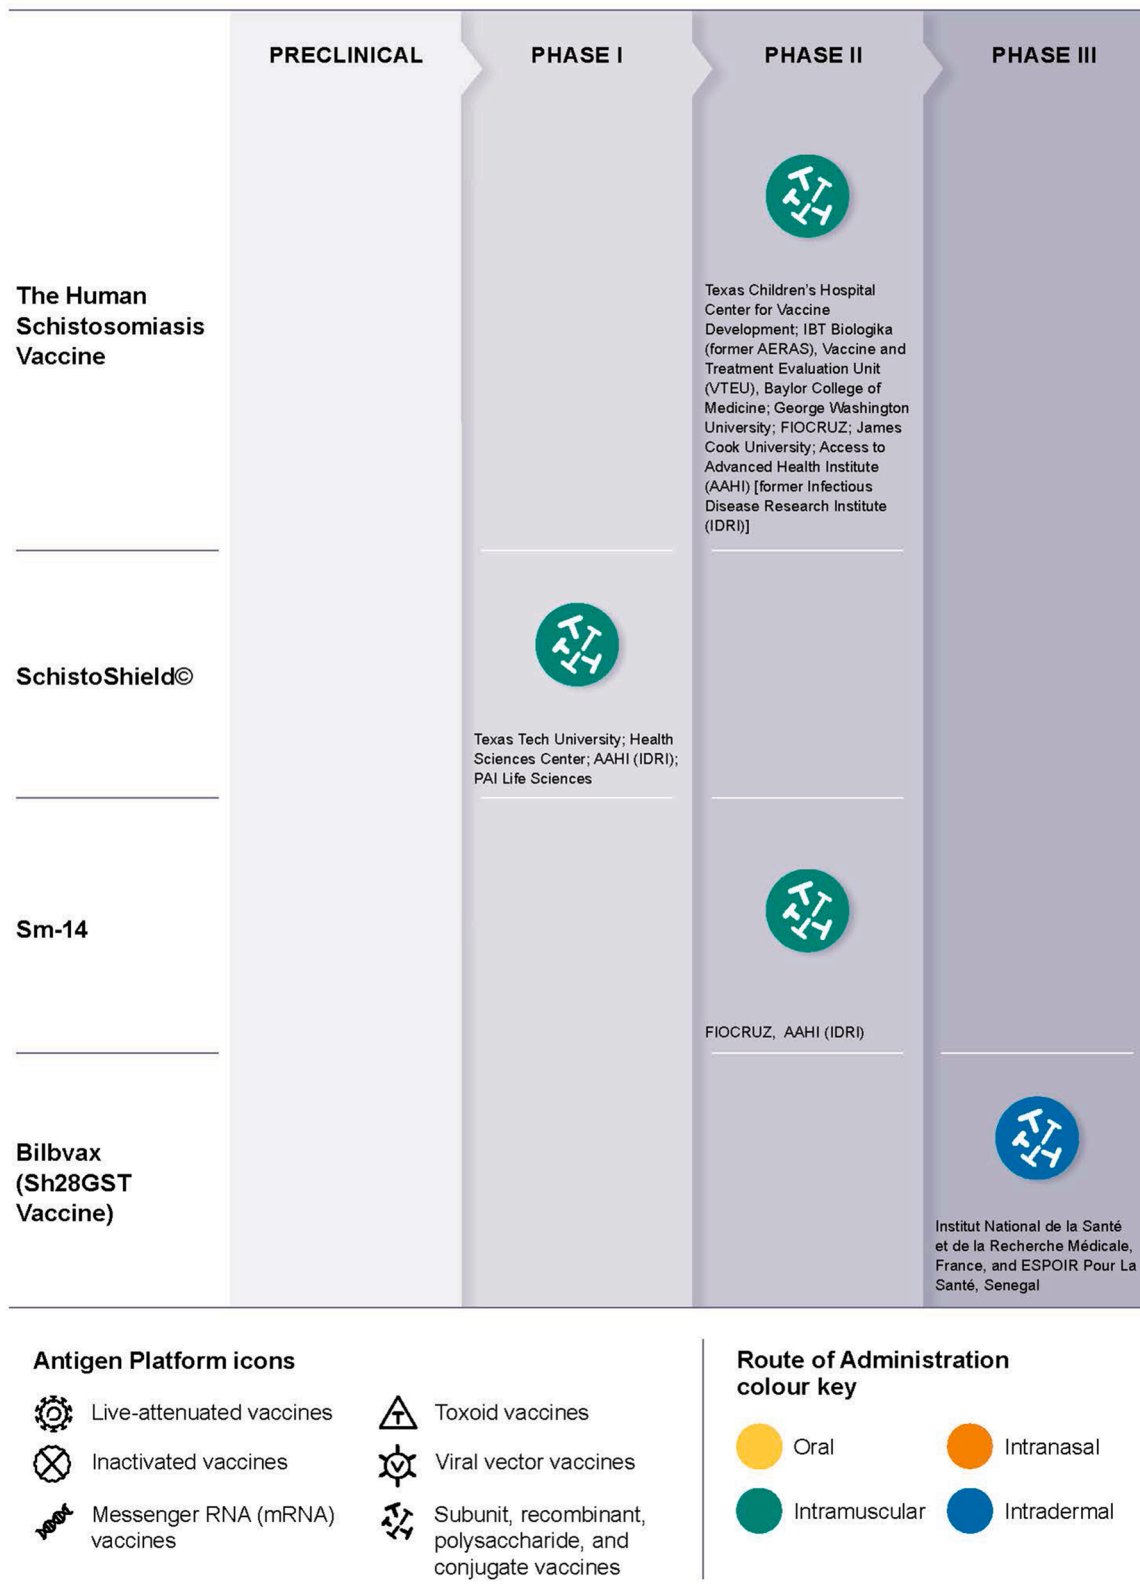 PRECLINICAL
PHASE I
PHASE II
PHASE III
The Human
Schistosomiasis
Vaccine
Texas Children's Hospital
Center for Vaccine
Development; IBT Biologika
(former AERAS), Vaccine and
Treatment Evaluation Unit
(VTEU), Baylor College of
Medicine; George Washington
University; FIOCRUZ; James
Cook University; Access to
Advanced Health Institute
(AAHI) [former Infectious
Disease Research Institute
(IDRI)]
SchistoShield©
Texas Tech University; Health
Sciences Center; AAHI (IDRI);
PAI Life Sciences
Sm-14
FIOCRUZ, AAHI (IDRI)
Bilbvax
(Sh28GST
Vaccine)
Institut National de la Santé
et de la Recherche Médicale,
France, and ESPOIR Pour La
Santé, Senegal
Antigen Platform icons
Live-attenuated vaccines
Inactivated vaccines
Messenger RNA (mRNA)
vaccines
Toxoid vaccines
Viral vector vaccines
Subunit, recombinant,
polysaccharide, and
conjugate vaccines
Route of Administration
colour key
Oral
Intranasal
Intramuscular
Intradermal